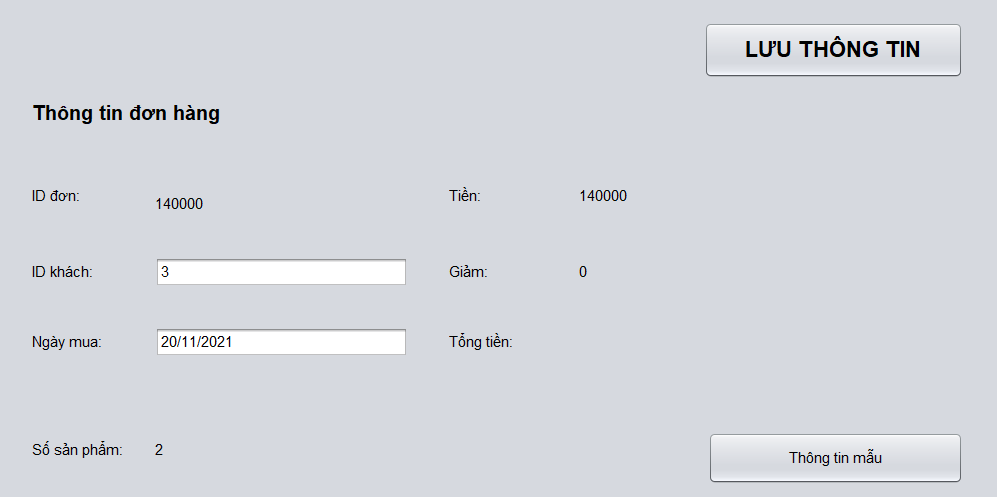 LƯU THÔNG TIN
Thông tin đơn hàng
ID đơn: 140000 Tiền: 140000
ID khách: 3 Giảm: 0
Ngày mua: 20/11/2021 Tổng tiền:
Số sản phẩm: 2 Thông tin mẫu